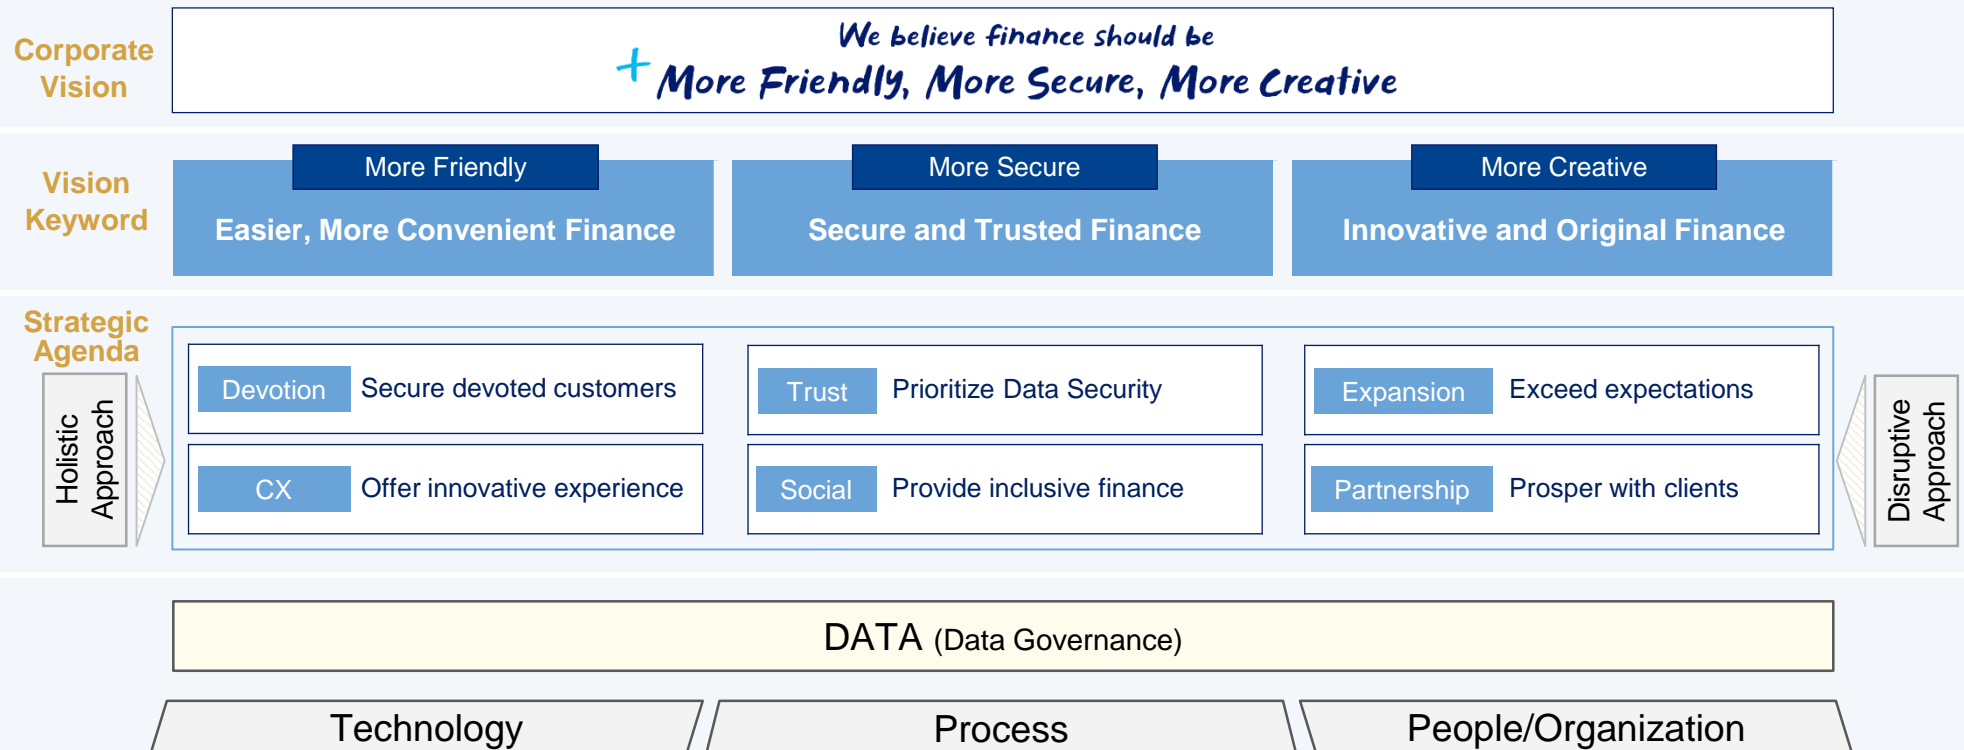 Corporate
Vision
We believe finance should be
+ More Friendly, More Secure, More Creative
Vision
Keyword
More Friendly
Easier, More Convenient Finance
More Secure
Secure and Trusted Finance
More Creative
Innovative and Original Finance
Strategic
Agenda
Holistic
Approach
Devotion Secure devoted customers
CX Offer innovative experience
Trust Prioritize Data Security
Social Provide inclusive finance
Expansion Exceed expectations
Partnership Prosper with clients
Disruptive
Approach
DATA (Data Governance)
Technology
Process
People/Organization